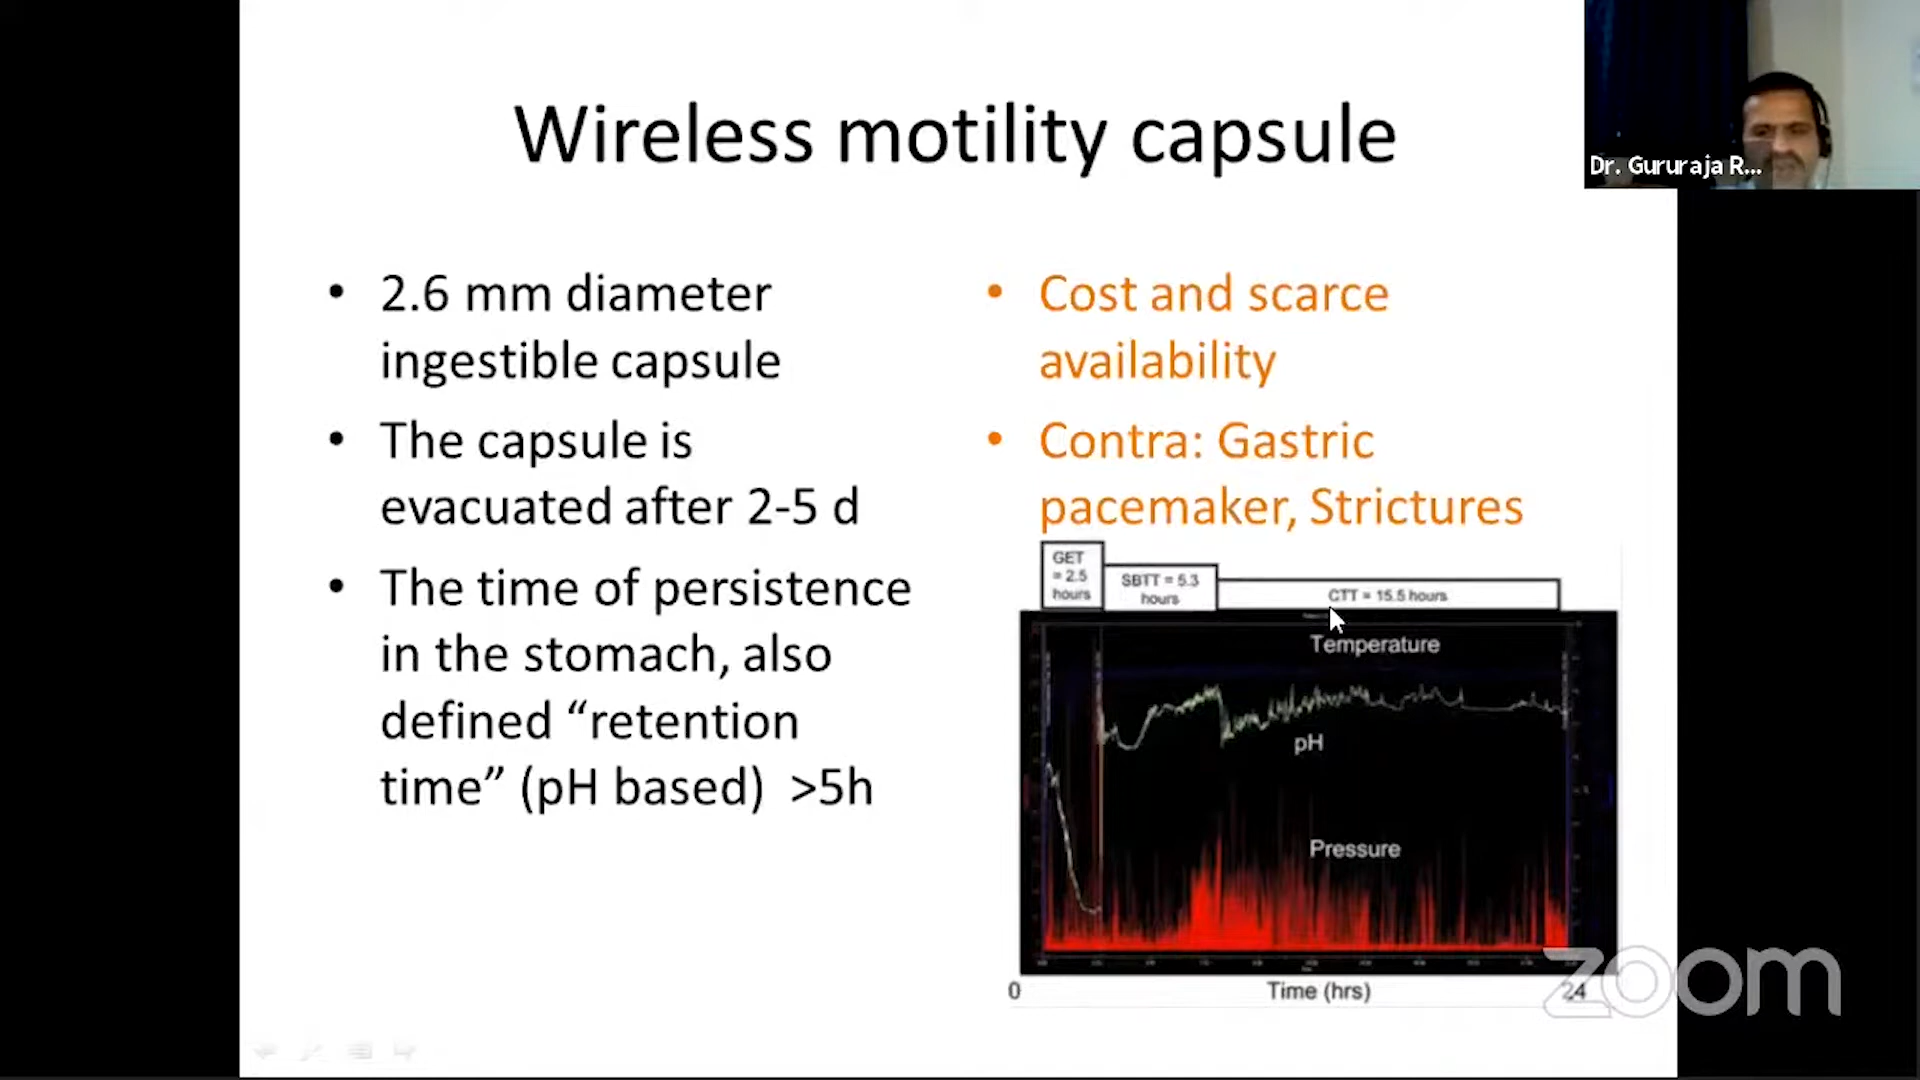 Wireless motility capsule
Dr. Gururaja R...
• 2.6 mm diameter
ingestible capsule
• The capsule is
evacuated after 2-5 d
• The time of persistence
in the stomach, also
defined “retention
time” (pH based) >5h
• Cost and scarce
availability
• Contra: Gastric
pacemaker, Strictures
GET
= 2.5
hours
SBTT = 5.3
hours
CTT = 15.5 hours
Temperature
pH
Pressure
0
Time (hrs)
24
zoom